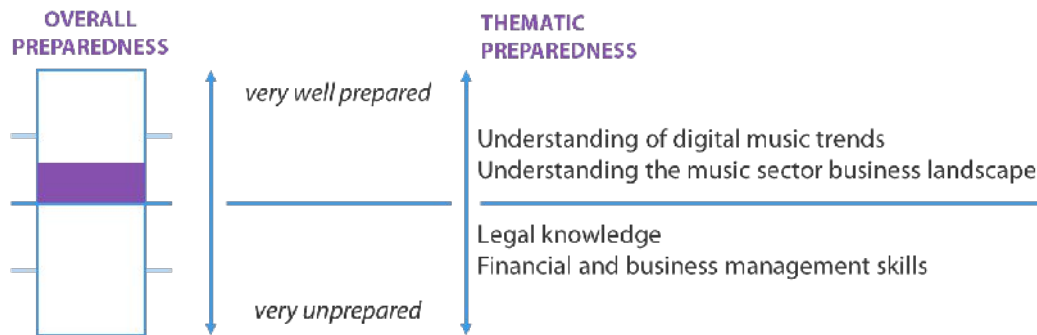 OVERALL
PREPAREDNESS
THEMATIC
PREPAREDNESS
very well prepared
Understanding of digital music trends
Understanding the music sector business landscape
Legal knowledge
Financial and business management skills
very unprepared